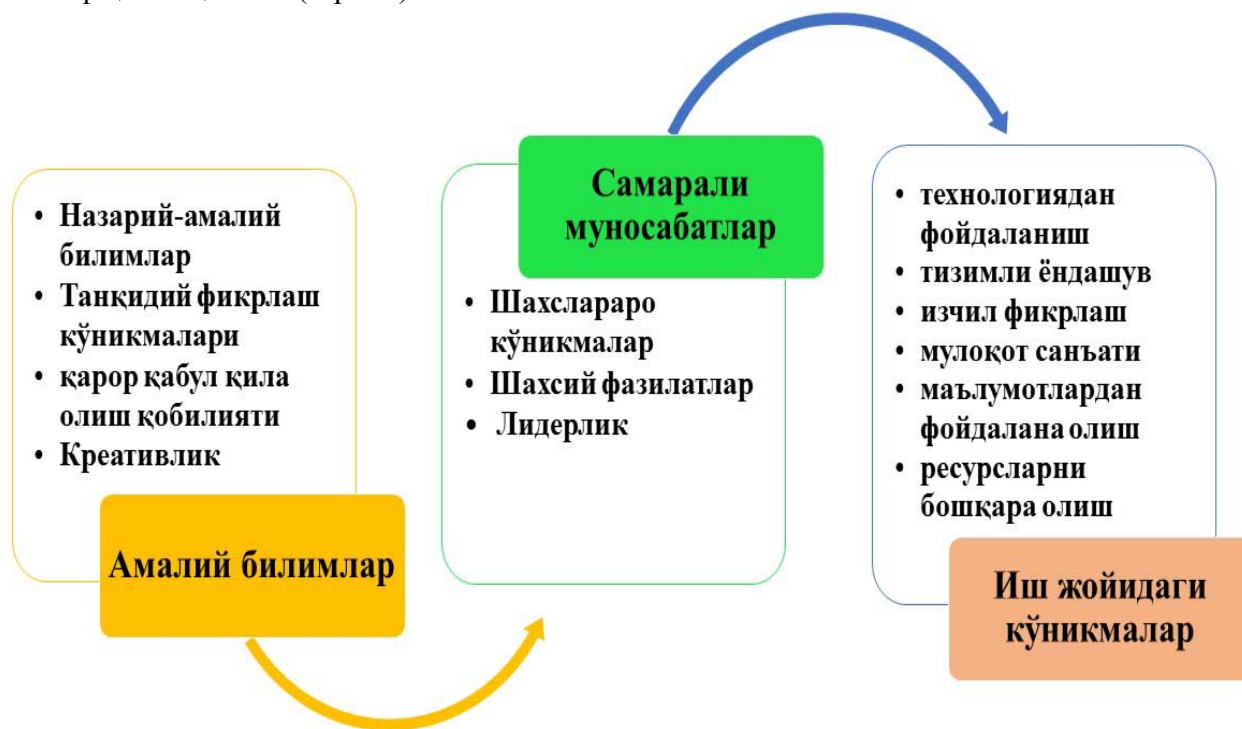 • Назарий-амалий
билимлар
• Танқидий фикрлаш
кўникмалари
• қарор қабул қила
олиш қобилияти
• Креативлик
Амалий билимлар
Самарали
муносабатлар
• Шахслараро
кўникмалар
• Шахсий фазилатлар
• Лидерлик
• технологиядан
фойдаланиш
• тизимли ёндашув
• изчил фикрлаш
• мулоқот санъати
• маълумотлардан
фойдалана олиш
• ресурсларни
бошқара олиш
Иш жойидаги
кўникмалар